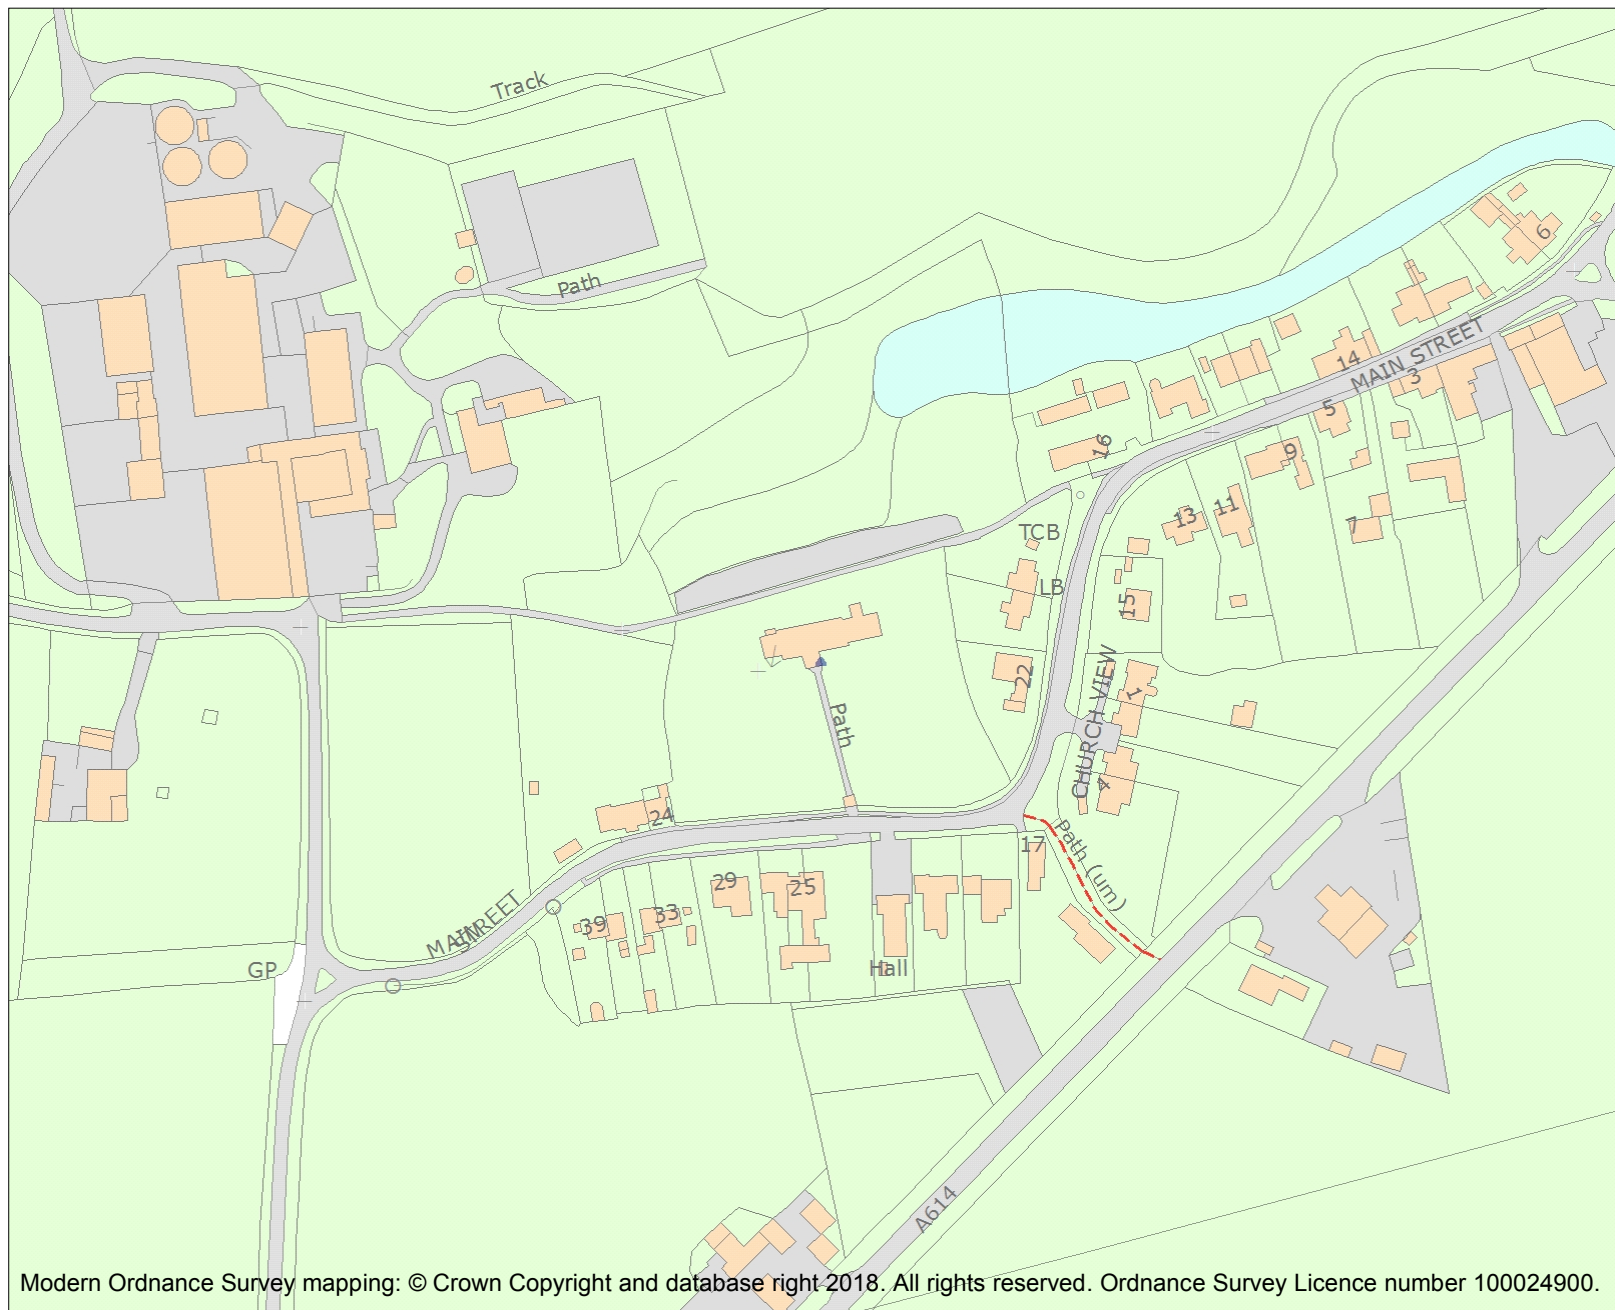 Track
Path
6
14
MAIN STREET
3
5
16
9
13
11
7
TCB
LB
15
22
CHURCH VIEW
1
Path
4
24
17
Path (um)
29
25
33
39
MAIN STREET
Hall
GP
A614
Modern Ordnance Survey mapping: © Crown Copyright and database right 2018. All rights reserved. Ordnance Survey Licence number 100024900.